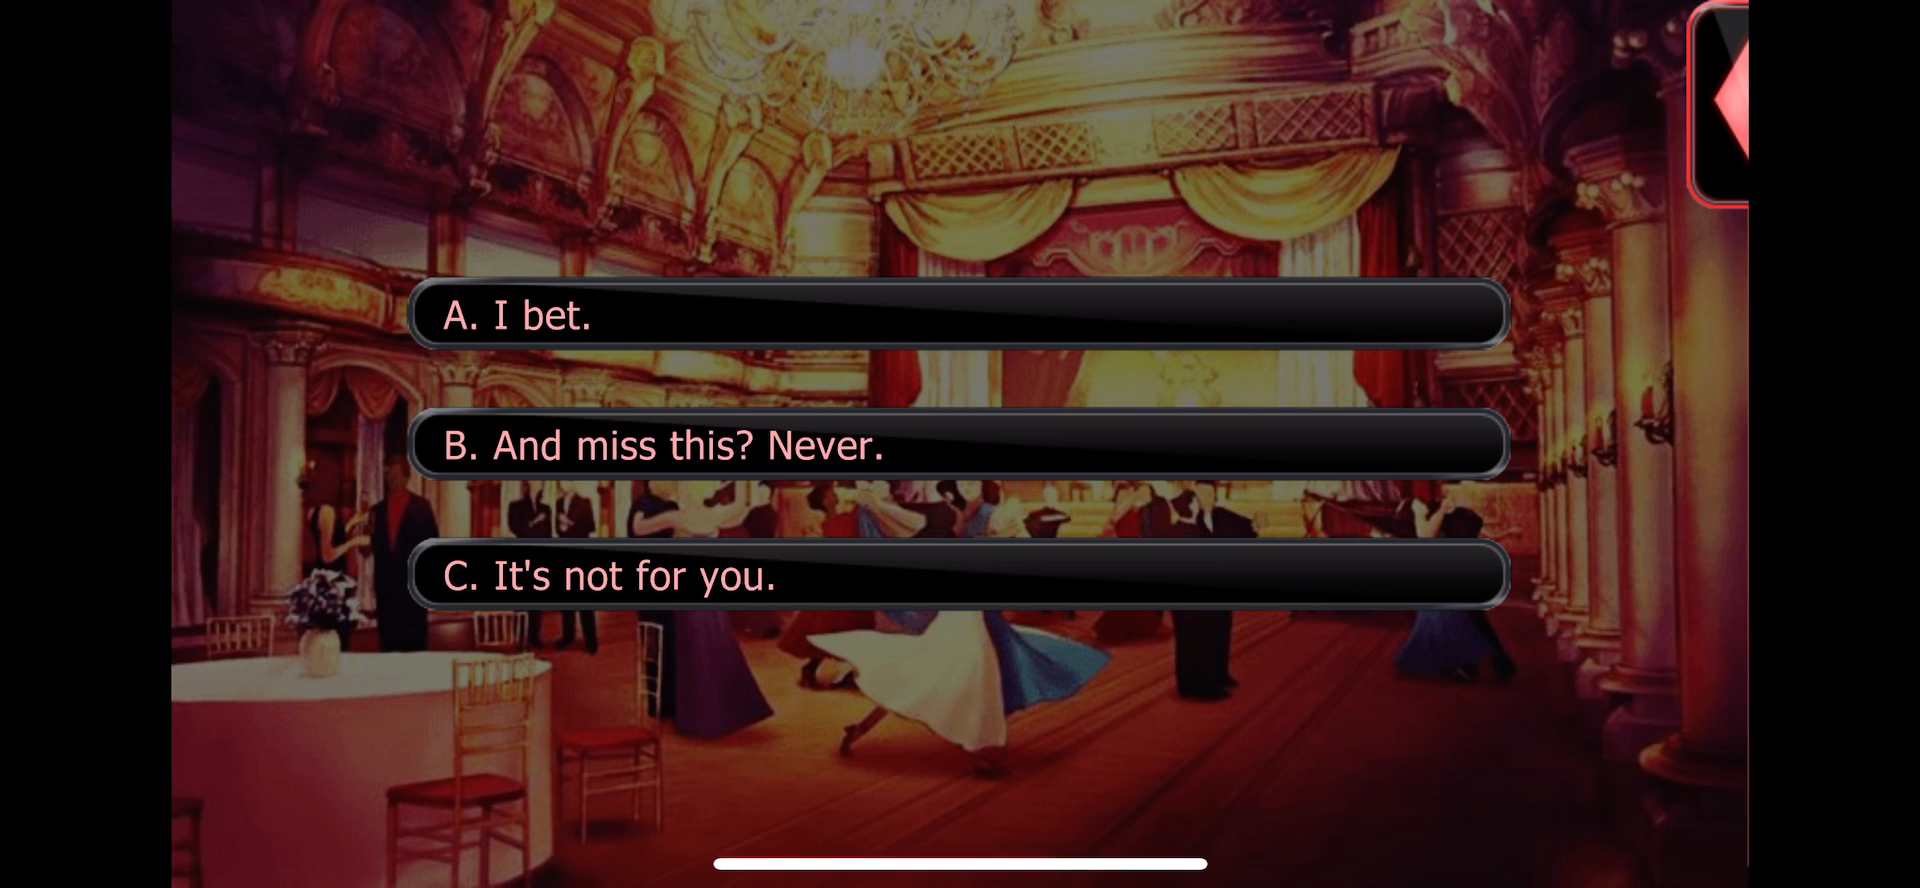 A. I bet.
B. And miss this? Never.
C. It's not for you.